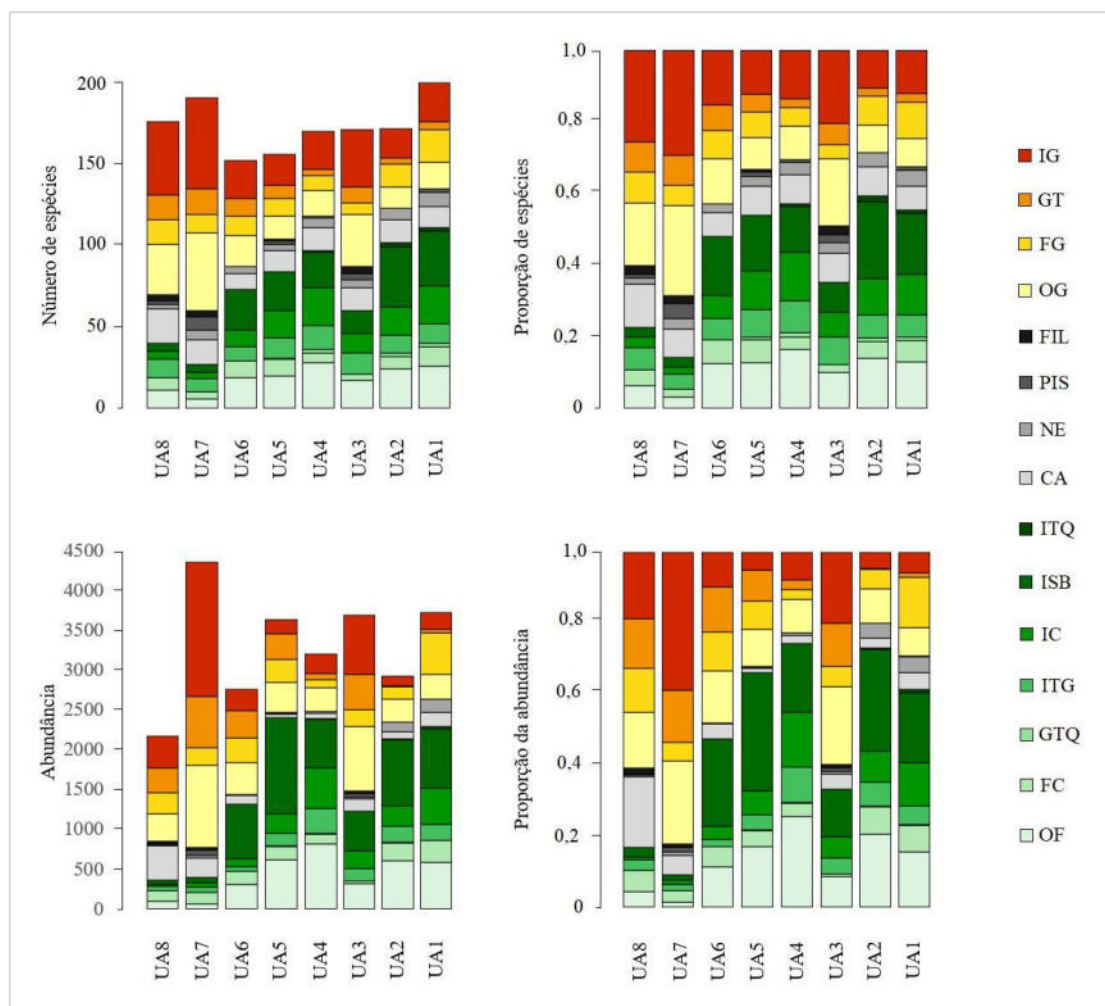 Número de espécies
200
150
100
50
0
UA8 UA7 UA6 UA5 UA4 UA3 UA2 UA1
Proporção de espécies
1,0
0,8
0,6
0,4
0,2
0
UA8 UA7 UA6 UA5 UA4 UA3 UA2 UA1
Abundância
4500
4000
3500
3000
2500
2000
1500
1000
500
0
UA8 UA7 UA6 UA5 UA4 UA3 UA2 UA1
Proporção da abundância
1,0
0,8
0,6
0,4
0,2
0
UA8 UA7 UA6 UA5 UA4 UA3 UA2 UA1
IG
GT
FG
OG
FIL
PIS
NE
CA
ITQ
ISB
IC
ITG
GTQ
FC
OF